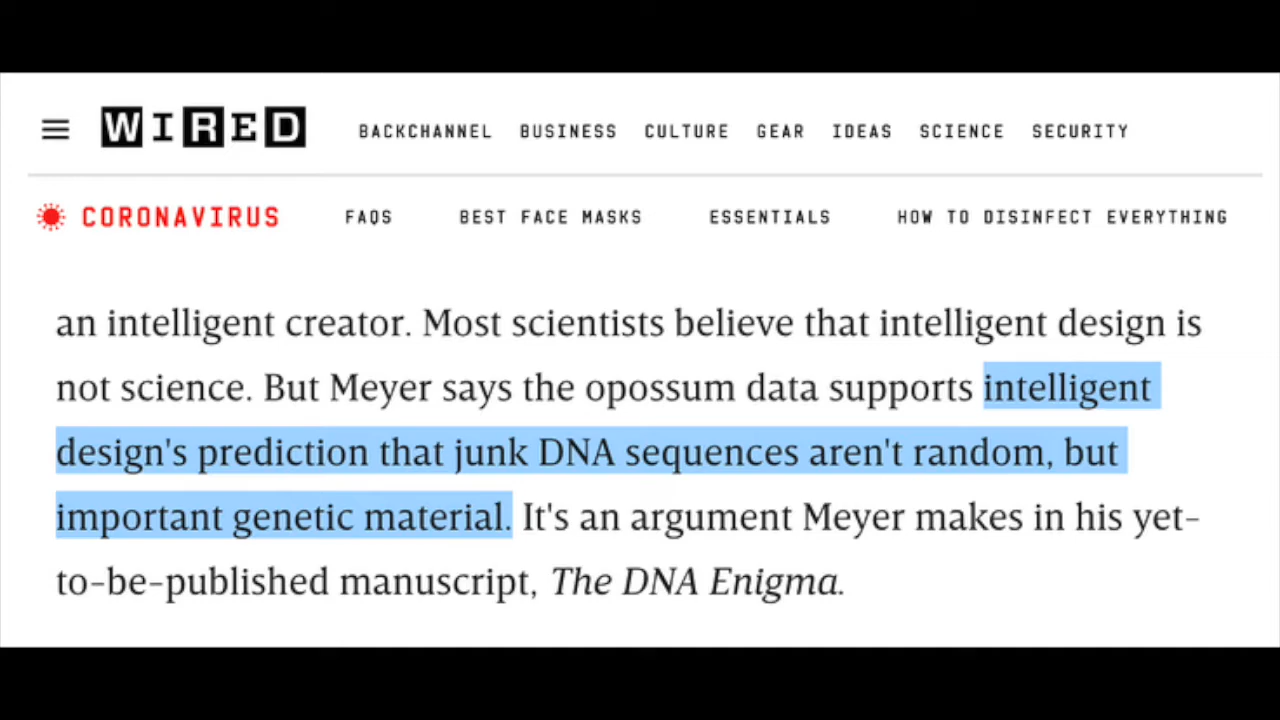 WIRED BACKCHANNEL BUSINESS CULTURE GEAR IDEAS SCIENCE SECURITY
CORONAVIRUS FAQS BEST FACE MASKS ESSENTIALS HOW TO DISINFECT EVERYTHING
an intelligent creator. Most scientists believe that intelligent design is
not science. But Meyer says the opossum data supports intelligent
design's prediction that junk DNA sequences aren't random, but
important genetic material. It's an argument Meyer makes in his yet-
to-be-published manuscript, The DNA Enigma.